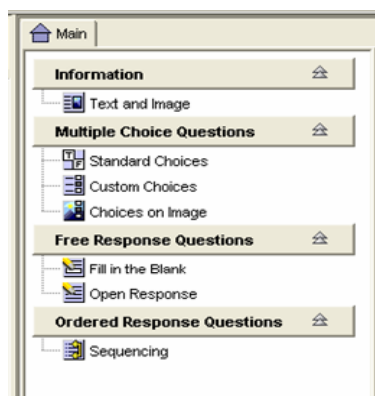 Main
Information
Text and Image
Multiple Choice Questions
Standard Choices
Custom Choices
Choices on Image
Free Response Questions
Fill in the Blank
Open Response
Ordered Response Questions
Sequencing